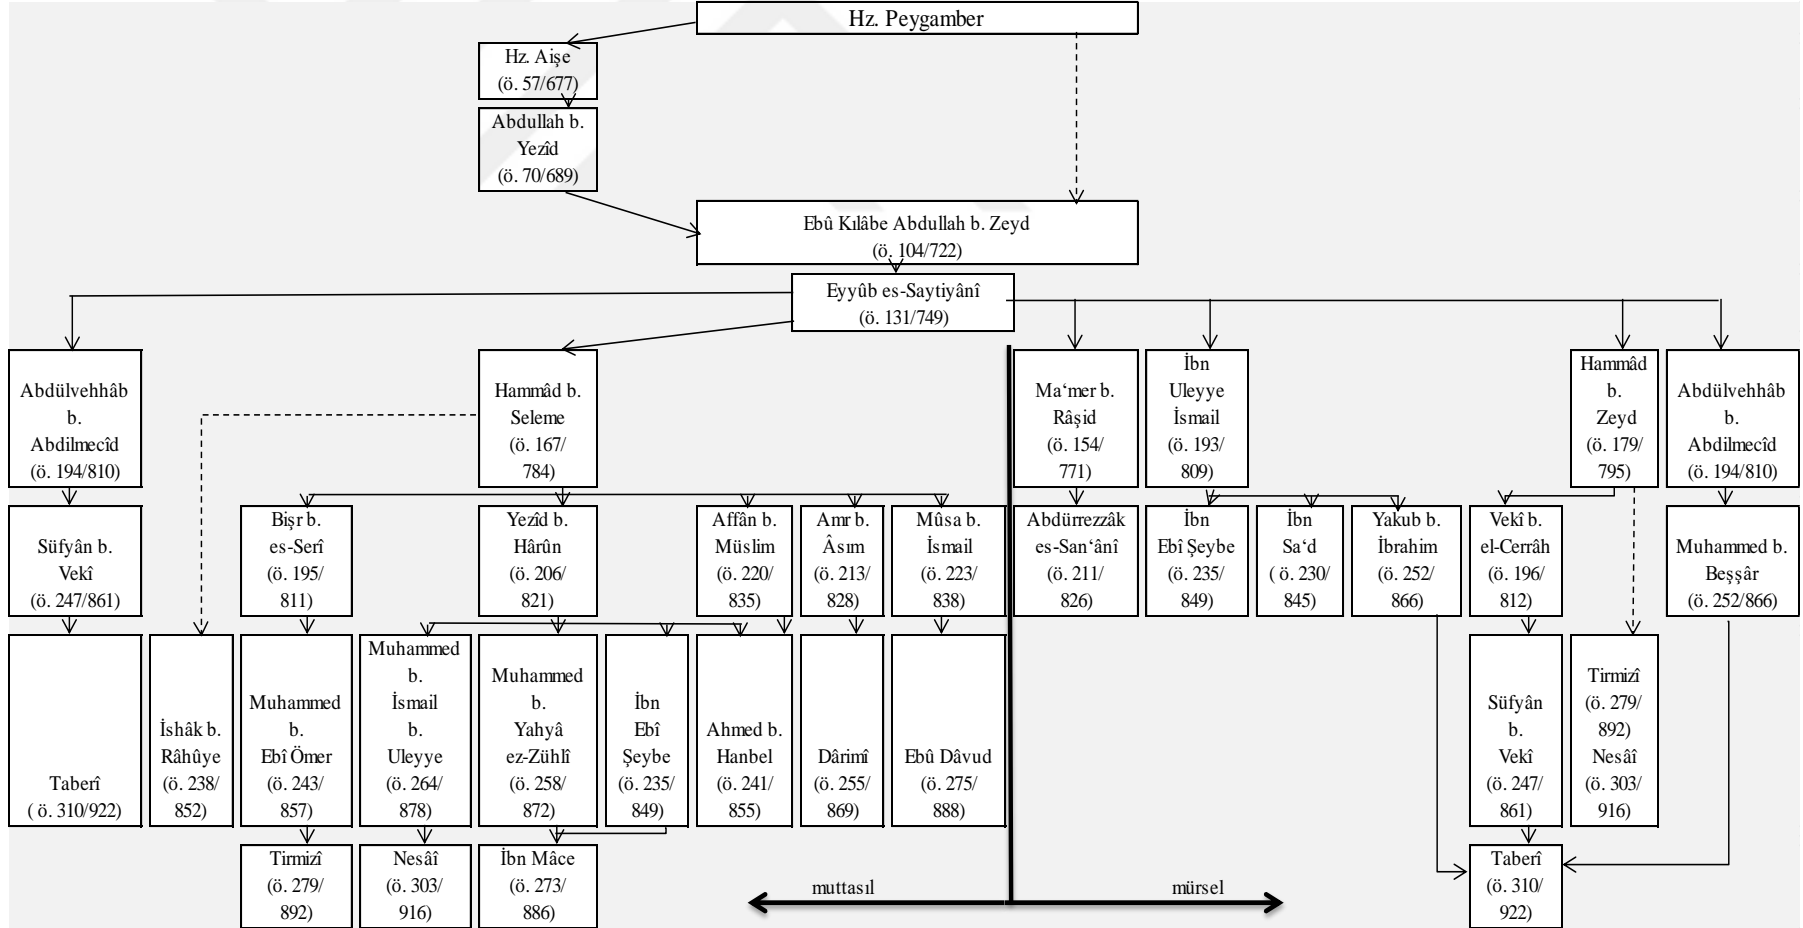 Hz. Peygamber
Hz. Aişe
(ö. 57/677)
Abdullah b.
Yezîd
(ö. 70/689)
Ebû Kılâbe Abdullah b. Zeyd
(ö. 104/722)
Eyyûb es-Saytiyânî
(ö. 131/749)
Abdülvehhâb
b.
Abdilmecîd
(ö. 194/810)
Hammâd b.
Seleme
(ö. 167/
784)
Ma‘mer b.
Râşid
(ö. 154/
771)
İbn
Uleyye
İsmail
(ö. 193/
809)
Hammâd
b.
Zeyd
(ö. 179/
795)
Abdülvehhâb
b.
Abdilmecîd
(ö. 194/810)
Süfyân b.
Vekî
(ö. 247/861)
Bişr b.
es-Serî
(ö. 195/
811)
Yezîd b.
Hârûn
(ö. 206/
821)
Affân b.
Müslim
(ö. 220/
835)
Amr b.
Âsım
(ö. 213/
828)
Mûsa b.
İsmail
(ö. 223/
838)
Abdürrezzâk
es-San‘ânî
(ö. 211/
826)
İbn
Ebî Şeybe
(ö. 235/
849)
İbn
Sa‘d
( ö. 230/
845)
Yakub b.
İbrahim
(ö. 252/
866)
Vekî b.
el-Cerrâh
(ö. 196/
812)
Muhammed b.
Beşşâr
(ö. 252/866)
Taberî
( ö. 310/922)
İshâk b.
Râhûye
(ö. 238/
852)
Muhammed
b.
Ebî Ömer
(ö. 243/
857)
Muhammed
b.
İsmail
b.
Uleyye
(ö. 264/
878)
Muhammed
b.
Yahyâ
ez-Zühlî
(ö. 258/
872)
İbn
Ebî
Şeybe
(ö. 235/
849)
Ahmed b.
Hanbel
(ö. 241/
855)
Dârimî
(ö. 255/
869)
Ebû Dâvud
(ö. 275/
888)
Süfyân
b.
Vekî
(ö. 247/
861)
Tirmizî
(ö. 279/
892)
Nesâî
(ö. 303/
916)
Tirmizî
(ö. 279/
892)
Nesâî
(ö. 303/
916)
İbn Mâce
(ö. 273/
886)
muttasıl
mürsel
Taberî
(ö. 310/
922)